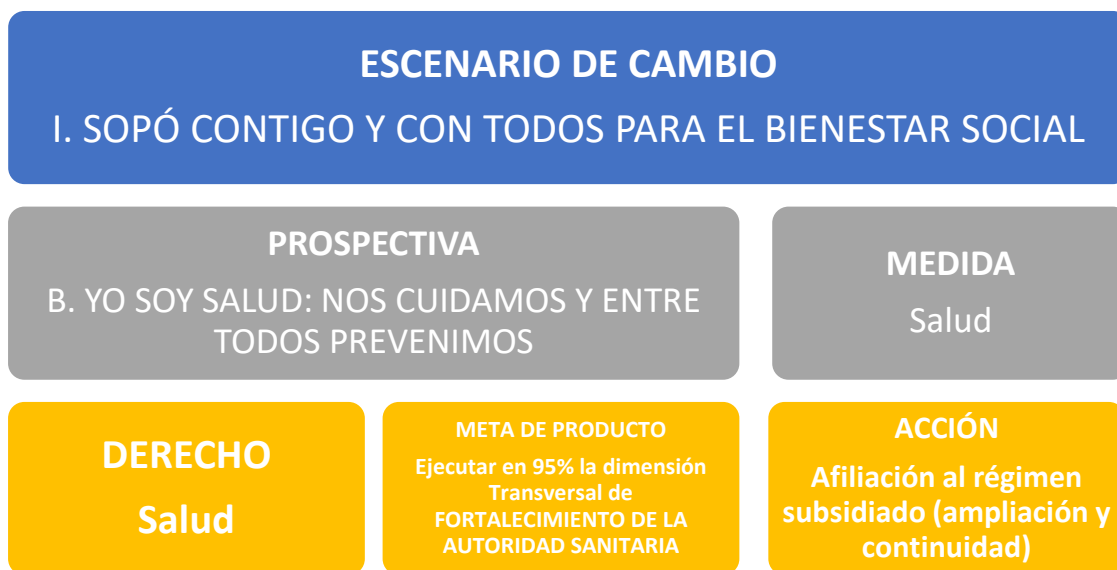 ESCENARIO DE CAMBIO
I. SOPÓ CONTIGO Y CON TODOS PARA EL BIENESTAR SOCIAL
PROSPECTIVA
B. YO SOY SALUD: NOS CUIDAMOS Y ENTRE
TODOS PREVENIMOS
MEDIDA
Salud
DERECHO
Salud
META DE PRODUCTO
Ejecutar en 95% la dimensión
Transversal de
FORTALECIMIENTO DE LA
AUTORIDAD SANITARIA
ACCIÓN
Afiliación al régimen
subsidiado (ampliación y
continuidad)